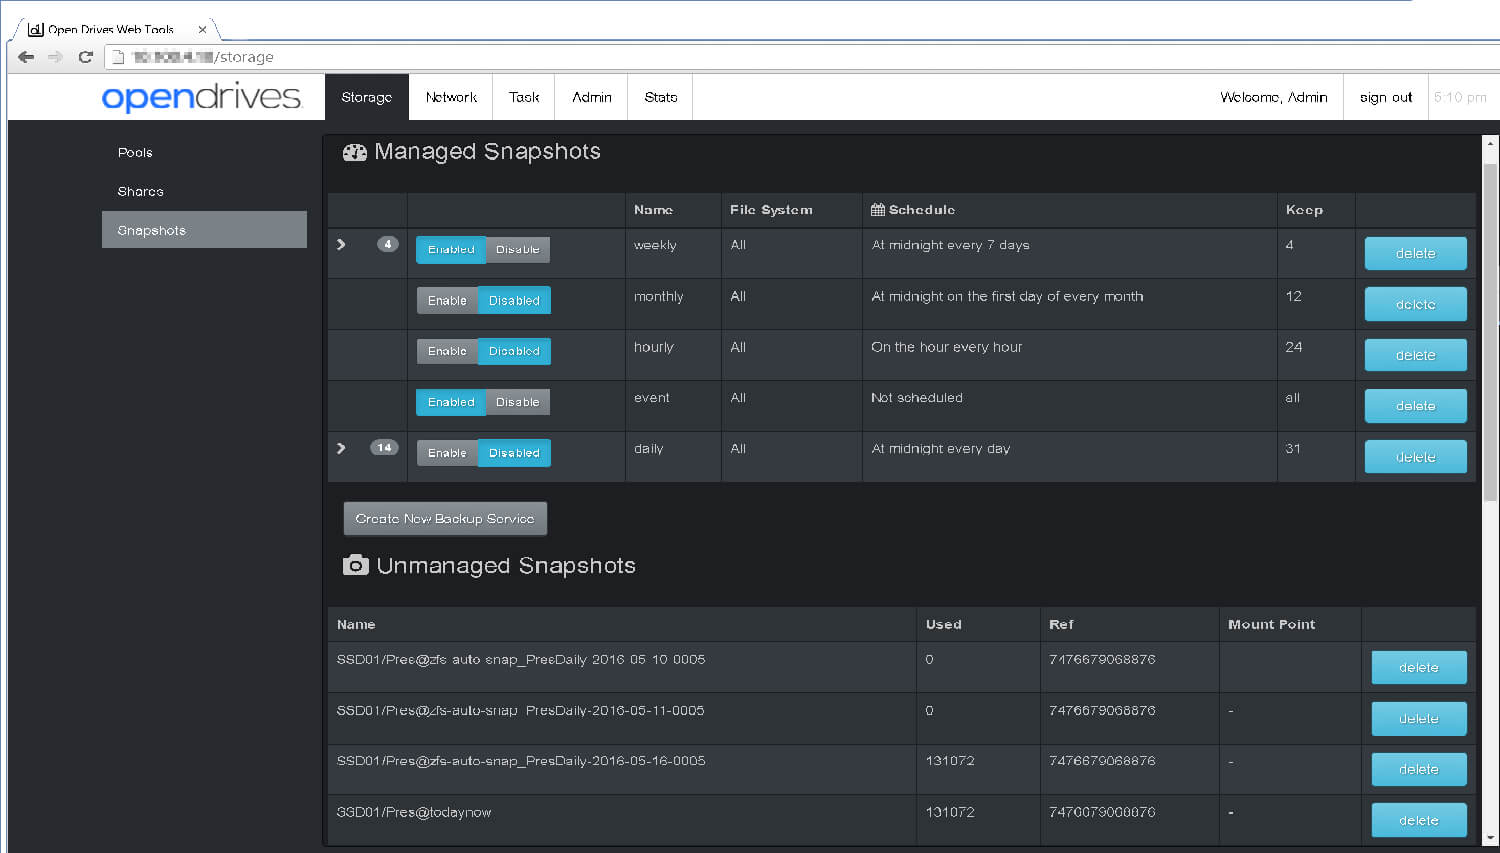 Open Drives Web Tools
/storage
opendrives Storage Network Task Admin Stats Welcome, Admin sign out 5:10 pm
Pools
Shares
Snapshots
Managed Snapshots
Name File System Schedule Keep
4 Enabled Disable weekly All At midnight every 7 days 4 delete
Enable Disabled monthly All At midnight on the first day of every month 12 delete
Enable Disabled hourly All On the hour every hour 24 delete
Enabled Disable event All Not scheduled all delete
14 Enable Disabled daily All At midnight every day 31 delete
Create New Backup Service
Unmanaged Snapshots
Name Used Ref Mount Point
SSD01/Pres@zfs-auto-snap_PresDaily-2016-05-10-0005 0 7476679068876 delete
SSD01/Pres@zfs-auto-snap_PresDaily-2016-05-11-0005 0 7476679068876 - delete
SSD01/Pres@zfs-auto-snap_PresDaily-2016-05-16-0005 131072 7476679068876 - delete
SSD01/Pres@todaynow 131072 7476679068876 - delete